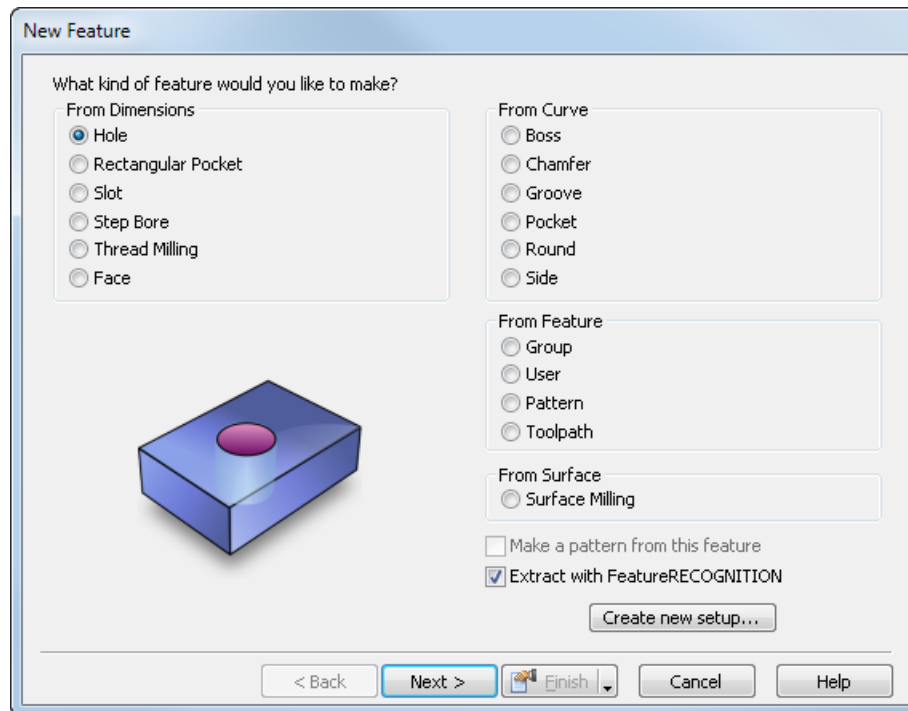 New Feature
What kind of feature would you like to make?
From Dimensions
Hole
Rectangular Pocket
Slot
Step Bore
Thread Milling
Face
From Curve
Boss
Chamfer
Groove
Pocket
Round
Side
From Feature
Group
User
Pattern
Toolpath
From Surface
Surface Milling
Make a pattern from this feature
Extract with FeatureRECOGNITION
Create new setup...
< Back
Next >
Finish
Cancel
Help